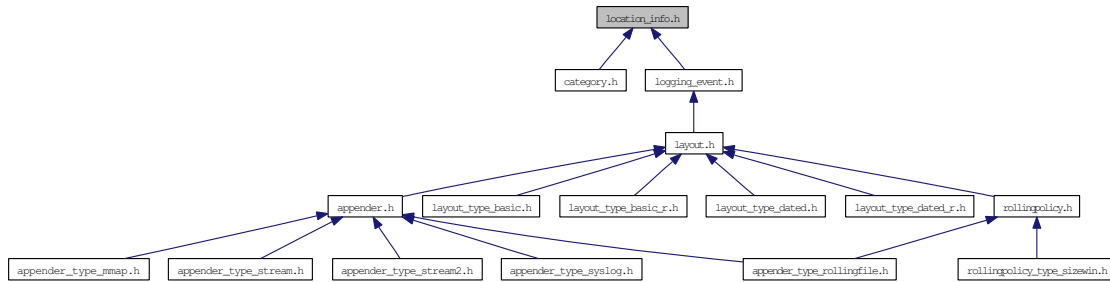 location_info.h
category.h
logging_event.h
layout.h
appender.h
layout_type_basic.h
layout_type_basic_r.h
layout_type_dated.h
layout_type_dated_r.h
rollingpolicy.h
appender_type_mmap.h
appender_type_stream.h
appender_type_stream2.h
appender_type_syslog.h
appender_type_rollingfile.h
rollingpolicy_type_sizewin.h